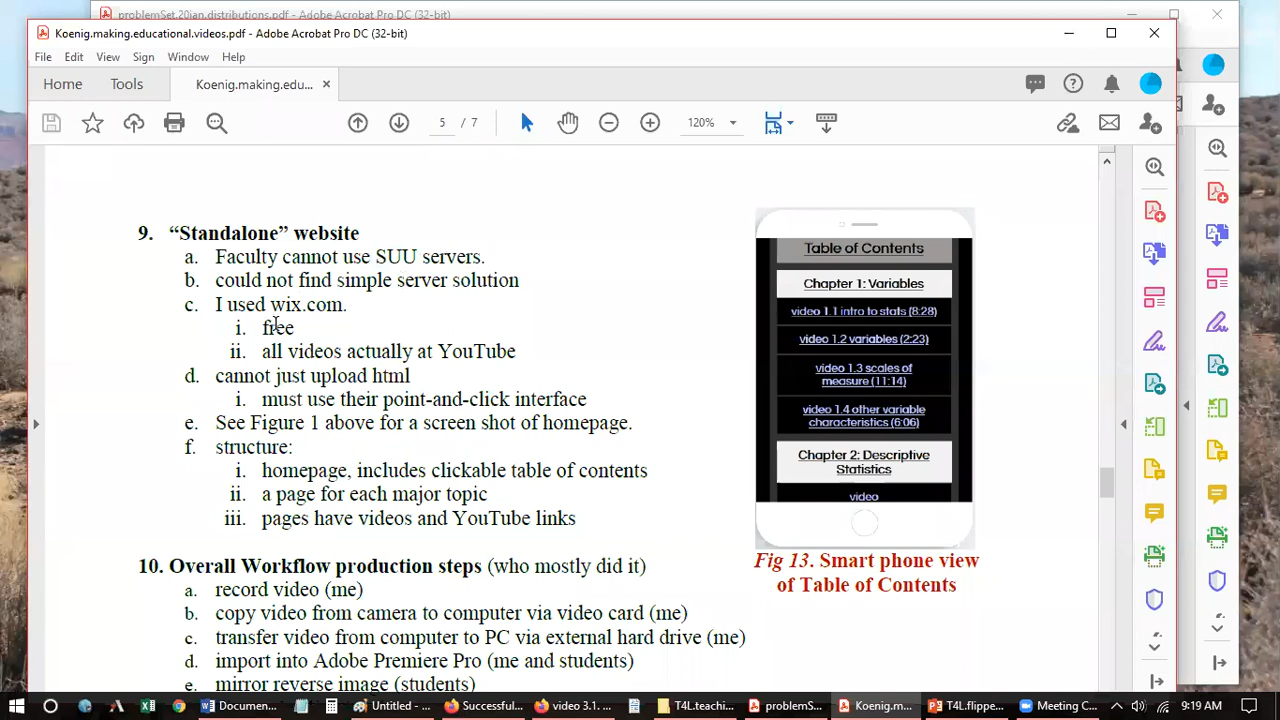 problemSet.20ian.distributions.pdf - Adobe Acrobat Pro DC (32-bit)
Koenig.making.educational.videos.pdf - Adobe Acrobat Pro DC (32-bit)
File Edit View Sign Window Help
Home Tools Koenig.making.edu... ×
5 / 7 120%
9. “Standalone” website
a. Faculty cannot use SUU servers.
b. could not find simple server solution
c. I used wix.com.
i. free
ii. all videos actually at YouTube
d. cannot just upload html
i. must use their point-and-click interface
e. See Figure 1 above for a screen shot of homepage.
f. structure:
i. homepage, includes clickable table of contents
ii. a page for each major topic
iii. pages have videos and YouTube links
Table of Contents
Chapter 1: Variables
video 1.1 intro to stats (8:28)
video 1.2 variables (2:23)
video 1.3 scales of
measure (11:14)
video 1.4 other variable
characteristics (6:06)
Chapter 2: Descriptive
Statistics
video
Fig 13. Smart phone view
of Table of Contents
10. Overall Workflow production steps (who mostly did it)
a. record video (me)
b. copy video from camera to computer via video card (me)
c. transfer video from computer to PC via external hard drive (me)
d. import into Adobe Premiere Pro (me and students)
e. mirror reverse image (students)
Documen... Untitled - ... Successful... video 3.1. ... T4L.teachi... problemS... Koenig.m... T4L.flippe... Meeting C... 9:19 AM